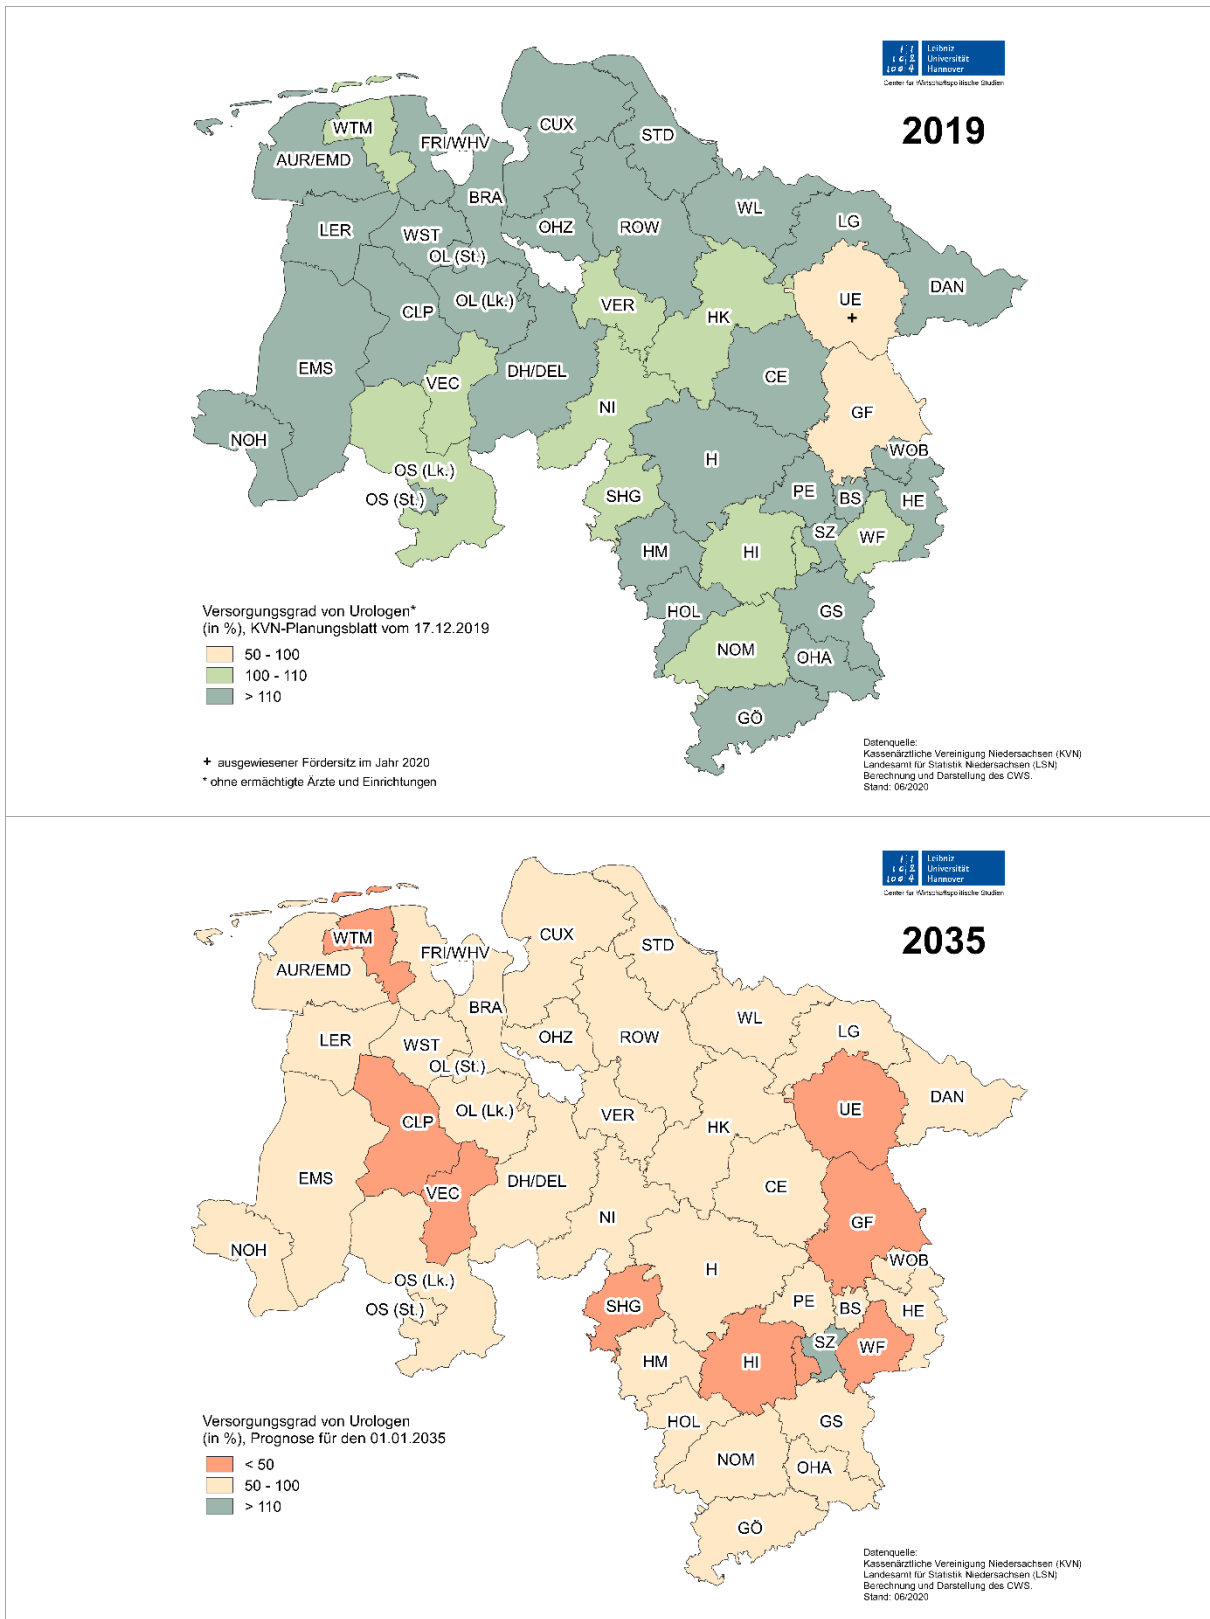 Leibniz
Universität
Hannover
Center für Wirtschaftspolitische Studien
2019
CUX
STD
WTM
FRI/WHV
AUR/EMD
BRA
WL
LG
LER
WST
OHZ
ROW
OL (St.)
DAN
UE
+
CLP
OL (Lk.)
VER
HK
EMS
DH/DEL
CE
VEC
NI
GF
NOH
H
WOB
OS (Lk.)
OS (St.)
SHG
PE
BS
HE
SZ
WF
HM
HI
HOL
GS
NOM
OHA
GÖ
Versorgungsgrad von Urologen*
(in %), KVN-Planungsblatt vom 17.12.2019
50 - 100
100 - 110
> 110
+ ausgewiesener Fördersitz im Jahr 2020
* ohne ermächtigte Ärzte und Einrichtungen
Datenquelle:
Kassenärztliche Vereinigung Niedersachsen (KVN)
Landesamt für Statistik Niedersachsen (LSN)
Berechnung und Darstellung des CWS.
Stand: 06/2020
Leibniz
Universität
Hannover
Center für Wirtschaftspolitische Studien
2035
CUX
STD
WTM
FRI/WHV
AUR/EMD
BRA
WL
LG
LER
WST
OHZ
ROW
OL (St.)
DAN
UE
CLP
OL (Lk.)
VER
HK
EMS
DH/DEL
CE
VEC
NI
GF
NOH
H
WOB
OS (Lk.)
OS (St.)
SHG
PE
BS
HE
SZ
WF
HM
HI
HOL
GS
NOM
OHA
GÖ
Versorgungsgrad von Urologen
(in %), Prognose für den 01.01.2035
< 50
50 - 100
> 110
Datenquelle:
Kassenärztliche Vereinigung Niedersachsen (KVN)
Landesamt für Statistik Niedersachsen (LSN)
Berechnung und Darstellung des CWS.
Stand: 06/2020